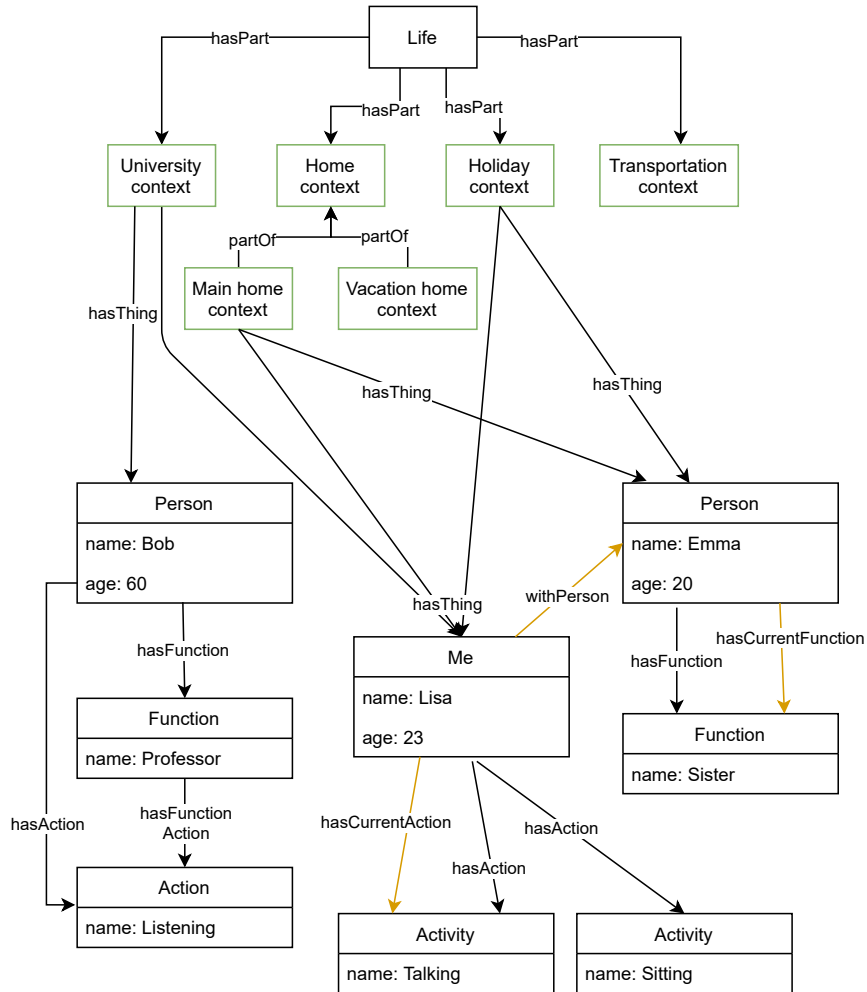 Life
hasPart
hasPart
hasPart
hasPart
University
context
Home
context
Holiday
context
Transportation
context
partOf
partOf
Main home
context
Vacation home
context
hasThing
hasThing
hasThing
hasThing
Person
name: Bob
age: 60
Person
name: Emma
age: 20
withPerson
hasFunction
hasFunction
hasCurrentFunction
Me
name: Lisa
age: 23
Function
name: Professor
Function
name: Sister
hasAction
hasFunction
Action
hasCurrentAction
hasAction
hasAction
Action
name: Listening
Activity
name: Talking
Activity
name: Sitting